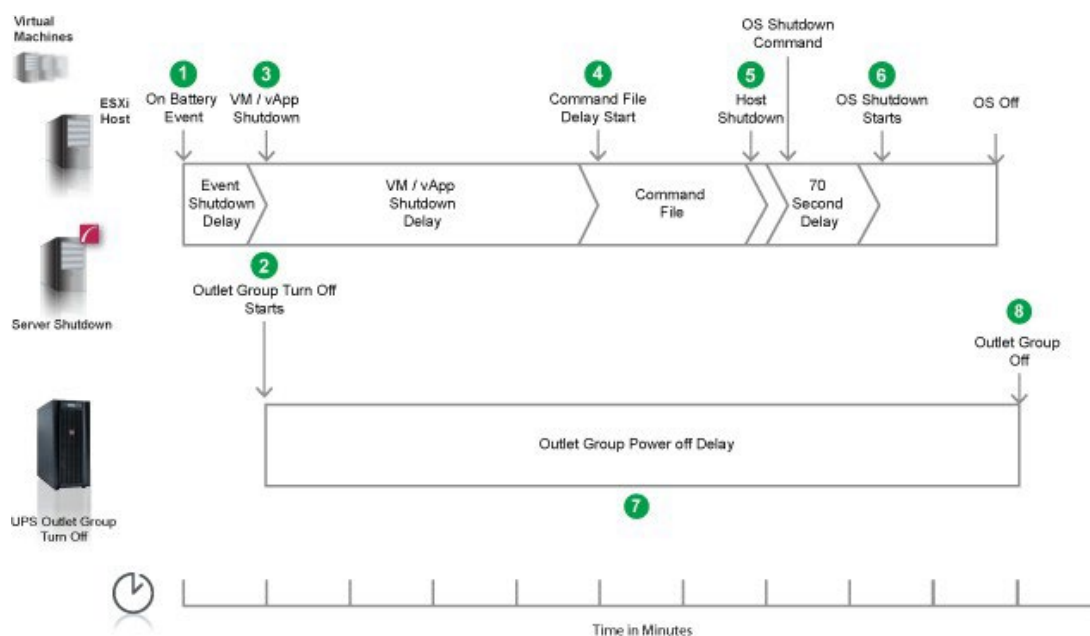 Virtual
Machines
OS Shutdown
Command
1
3
4
5
6
ESXi
Host
On Battery
Event
VM / vApp
Shutdown
Command File
Delay Start
Host
Shutdown
OS Shutdown
Starts
OS Off
Event
Shutdown
Delay
VM / vApp
Shutdown
Delay
Command
File
70
Second
Delay
2
Outlet Group Turn Off
Starts
Server Shutdown
8
Outlet Group
Off
Outlet Group Power off Delay
7
UPS Outlet Group
Turn Off
Time in Minutes